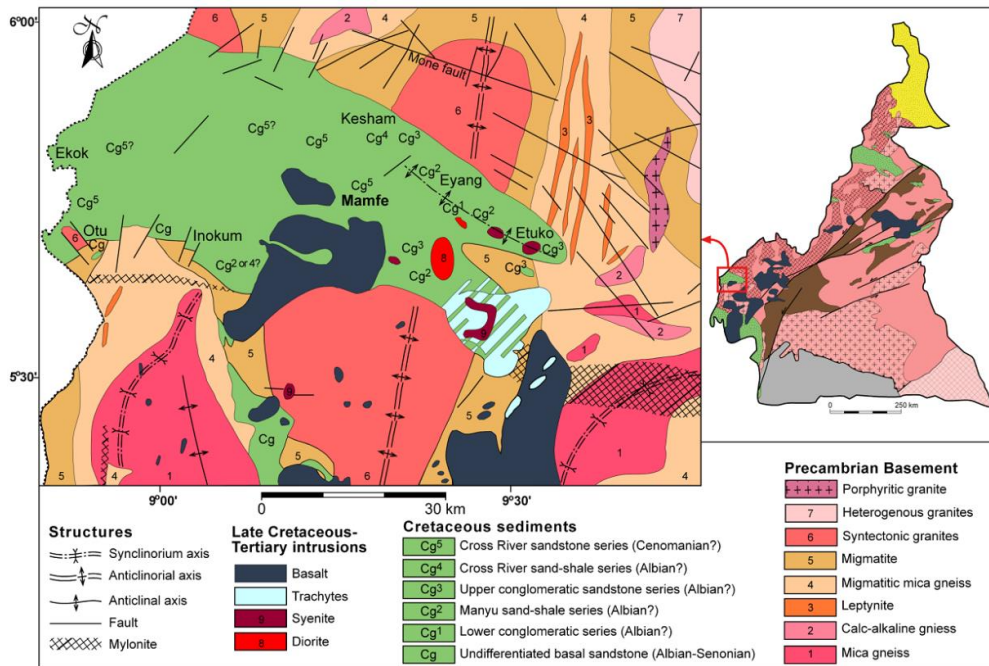 N
6°00'
5°30'
9°00'
9°30'
6
5
4
2
4
5
7
Mone fault
6
Kesham
Cg5?
Cg5
Cg4
Cg3
3
3
Ekok
Cg5?
Cg2
Eyang
Cg5
Mamfe
Cg1
Cg2
Cg5
6
Otu
Cg
Cg
Inokum
Etuko
Cg3
Cg3
5
Cg3
Cg2 or 4?
8
Cg2
4
2
9
1
2
1
4
5
9
5
Cg
5
5
4
1
6
1
4
0
30 km
0
250 km
Structures
Synclinorium axis
Anticlinorial axis
Anticlinal axis
Fault
Mylonite
Late Cretaceous-
Tertiary intrusions
Basalt
Trachytes
9 Syenite
8 Diorite
Cretaceous sediments
Cg5 Cross River sandstone series (Cenomanian?)
Cg4 Cross River sand-shale series (Albian?)
Cg3 Upper conglomeratic sandstone series (Albian?)
Cg2 Manyu sand-shale series (Albian?)
Cg1 Lower conglomeratic series (Albian?)
Cg Undifferentiated basal sandstone (Albian-Senonian)
Precambrian Basement
Porphyritic granite
7 Heterogenous granites
6 Syntectonic granites
5 Migmatite
4 Migmatitic mica gneiss
3 Leptynite
2 Calc-alkaline gniess
1 Mica gneiss